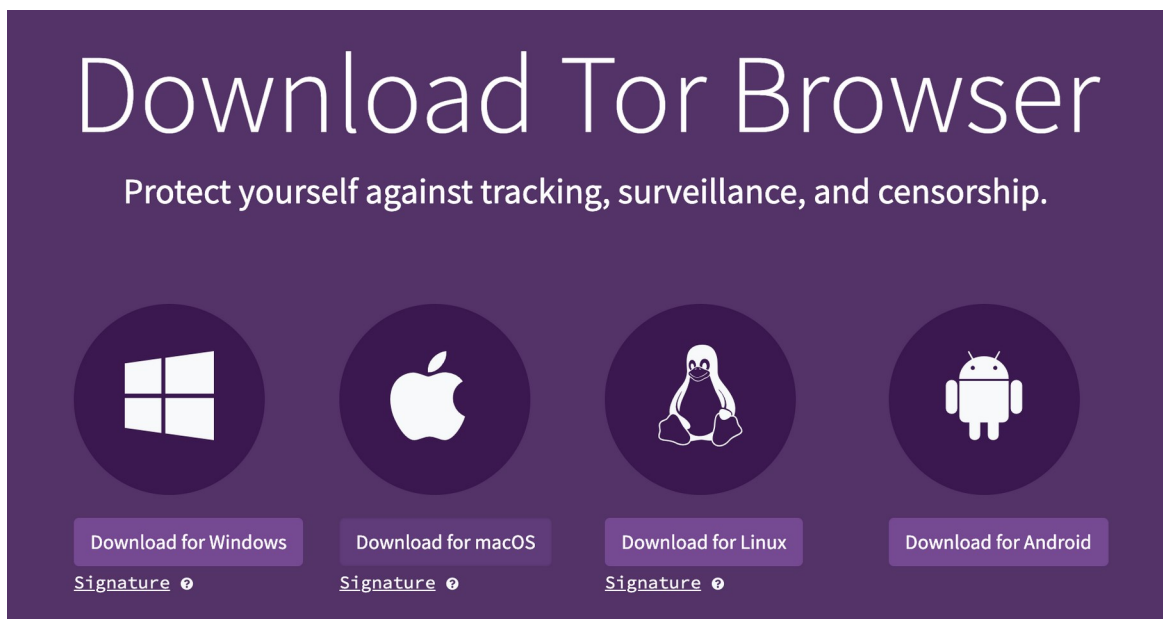 Download Tor Browser
Protect yourself against tracking, surveillance, and censorship.
Download for Windows
Download for macOS
Download for Linux
Download for Android
Signature ?
Signature ?
Signature ?